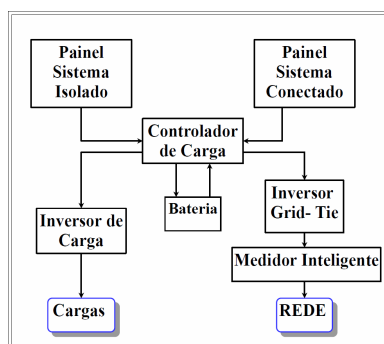 Painel
Sistema
Isolado
Painel
Sistema
Conectado
Controlador
de Carga
Inversor de
Carga
Bateria
Inversor
Grid- Tie
Medidor Inteligente
Cargas
REDE